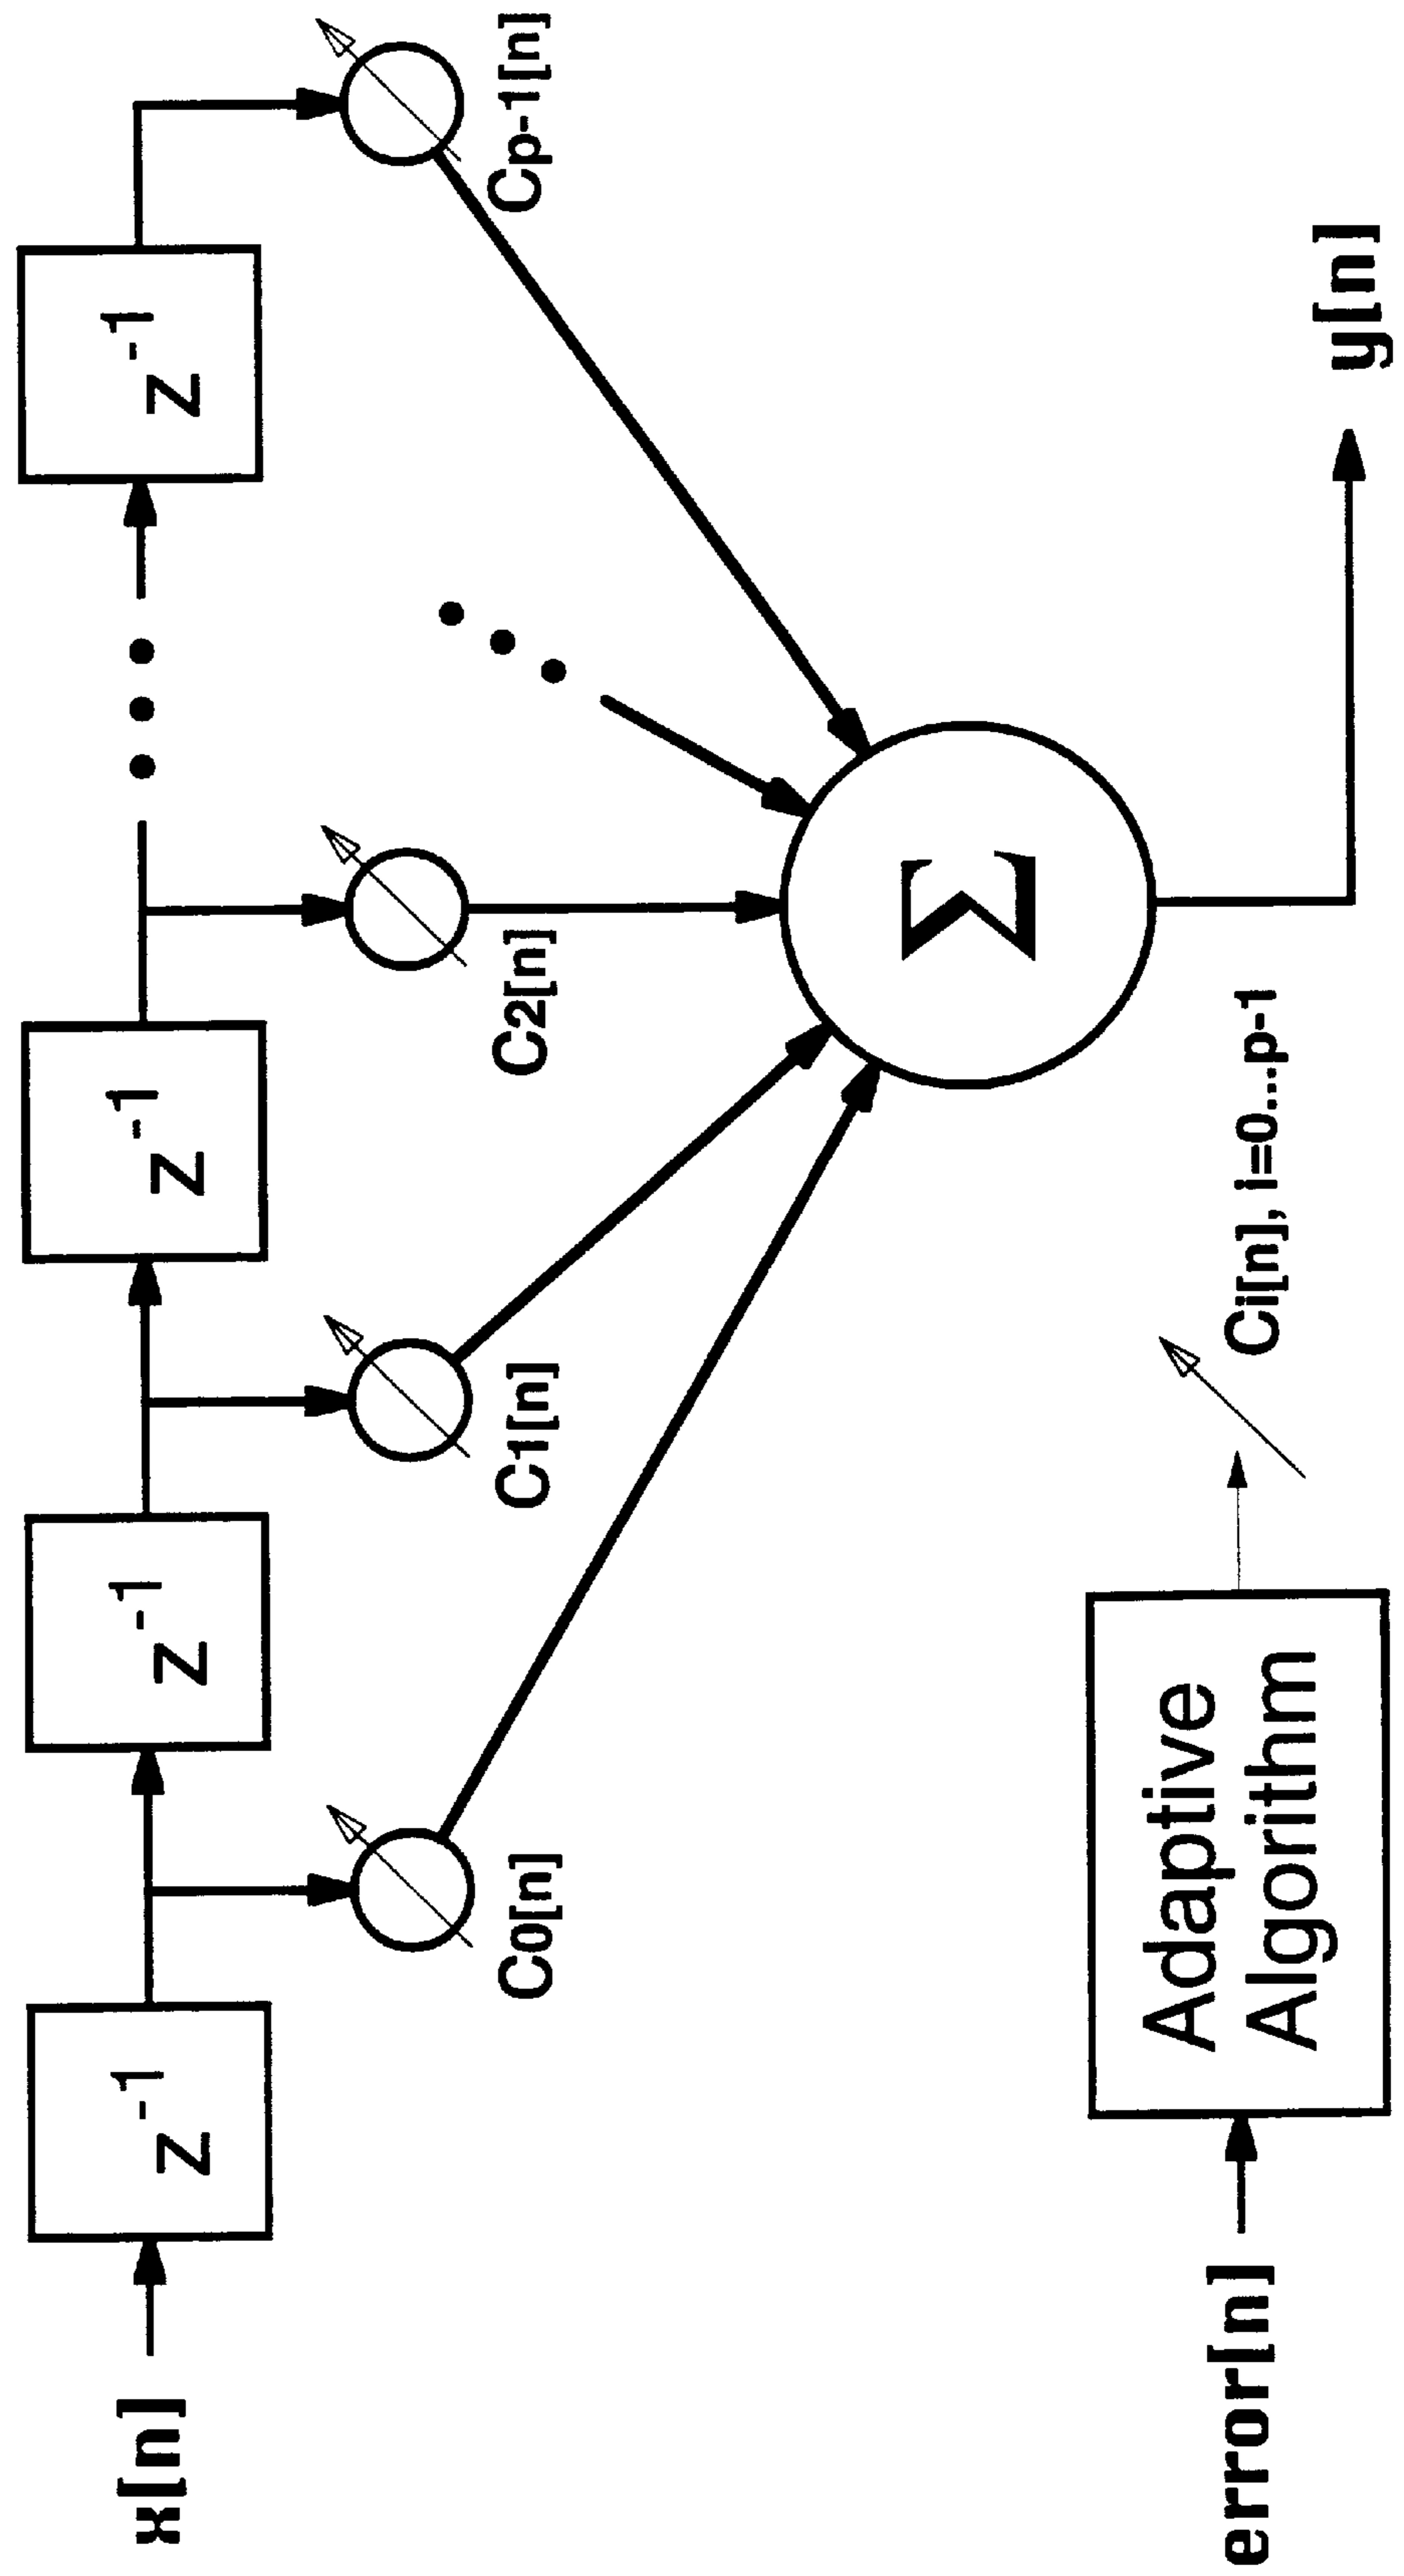 x[n]
z-1
z-1
z-1
z-1
C0[n]
C1[n]
C2[n]
Cp-1[n]
Σ
y[n]
error[n]
Adaptive
Algorithm
Ci[n], i=0...p-1